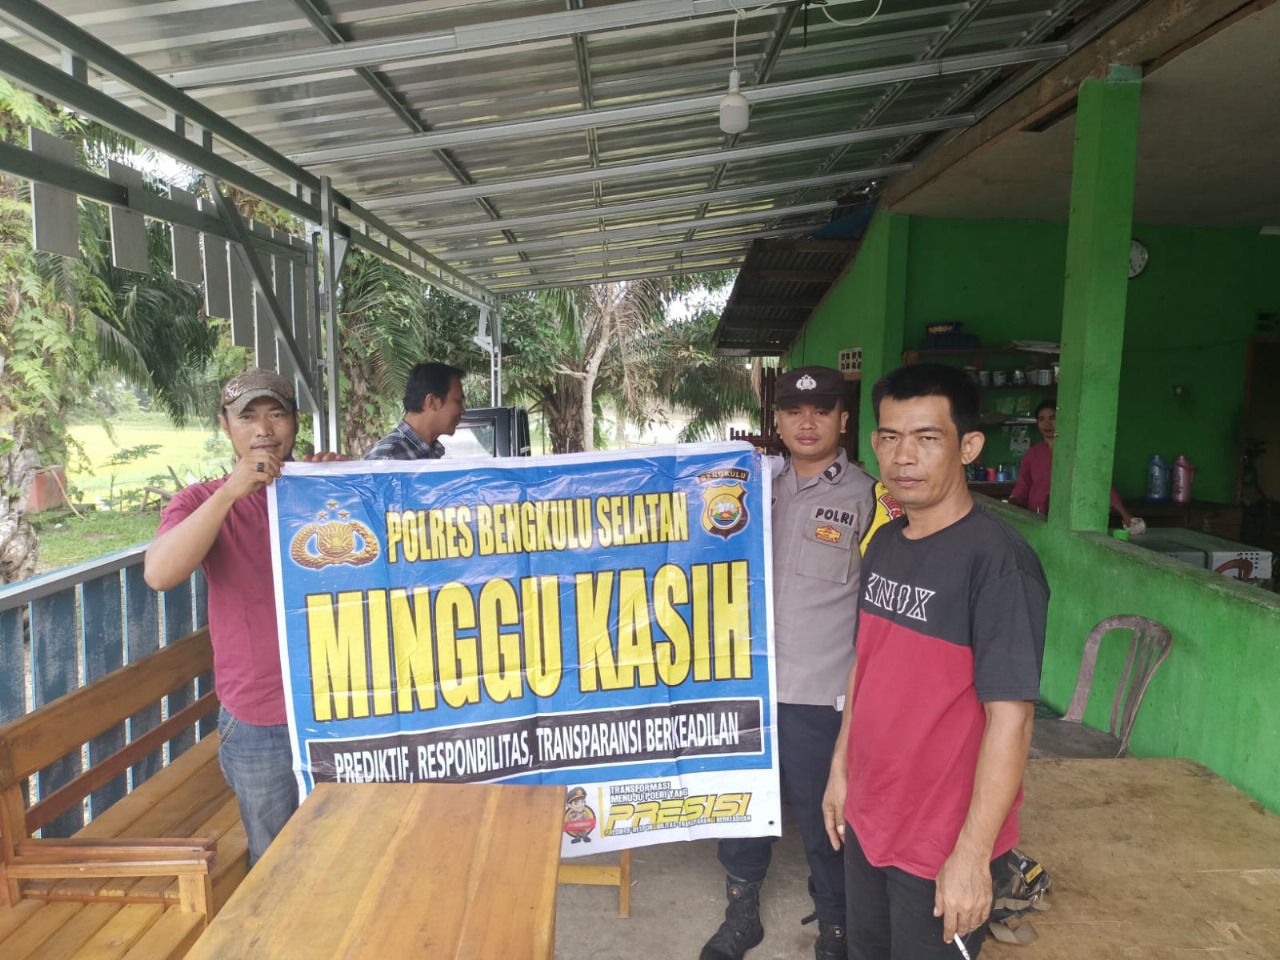 BENGKULU
POLRES BENGKULU SELATAN
MINGGU KASIH
PREDIKTIF, RESPONBILITAS, TRANSPARANSI BERKEADILAN
TRANSFORMASI
MENUJU POLRI YANG
PRESISI
POLRI
KNOX